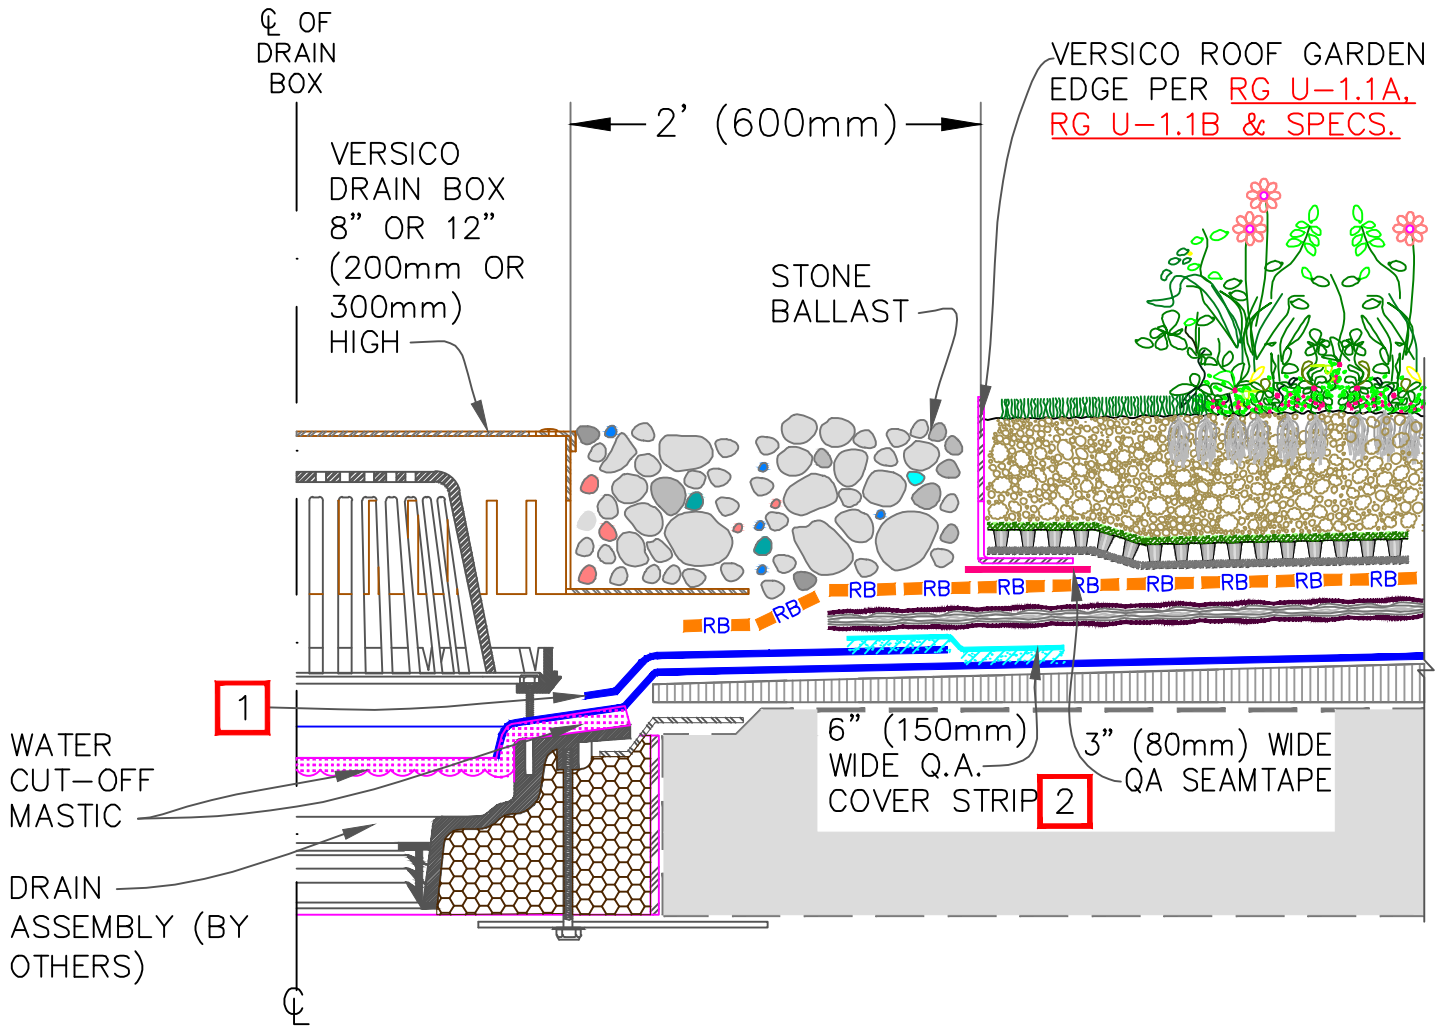 ℄ OF
DRAIN
BOX
VERSICO ROOF GARDEN
EDGE PER RG U-1.1A,
RG U-1.1B & SPECS.
2' (600mm)
VERSICO
DRAIN BOX
8" OR 12"
(200mm OR
300mm)
HIGH
STONE
BALLAST
RB RB RB RB RB RB RB RB RB
1
6" (150mm)
WIDE Q.A.
COVER STRIP 2
3" (80mm) WIDE
QA SEAMTAPE
WATER
CUT-OFF
MASTIC
DRAIN
ASSEMBLY (BY
OTHERS)
℄